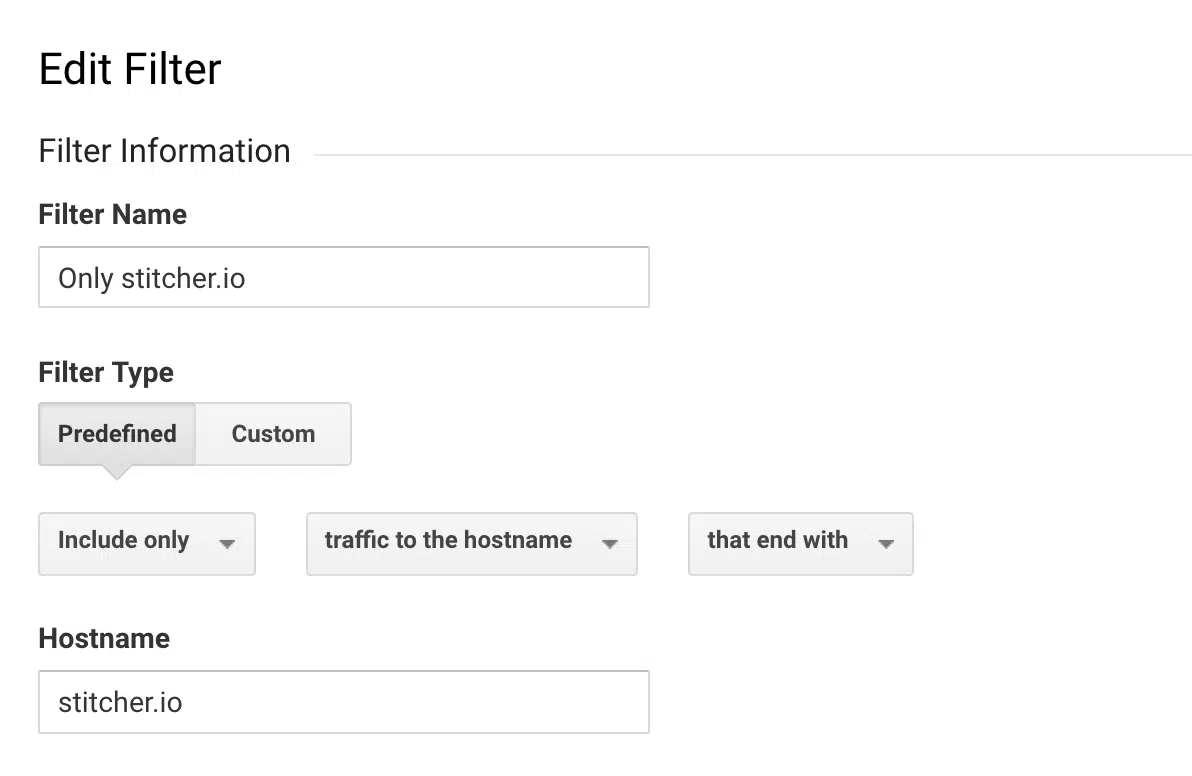 Edit Filter
Filter Information
Filter Name
Only stitcher.io
Filter Type
Predefined Custom
Include only traffic to the hostname that end with
Hostname
stitcher.io